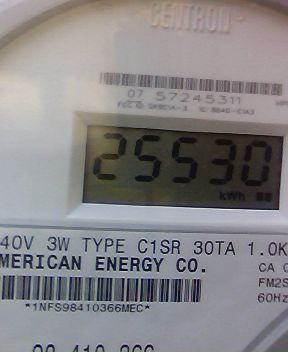 CENTRON
07 57245311
25530
kWh
40V 3W TYPE C1SR 30TA 1.0K
MERICAN ENERGY CO.
CA 0
FM2S
60Hz
*1NFS98410366MEC*